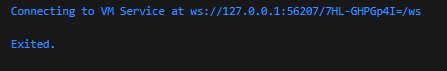 Connecting to VM Service at ws://127.0.0.1:56207/7HL-GHPGp4I=/ws
Exited.